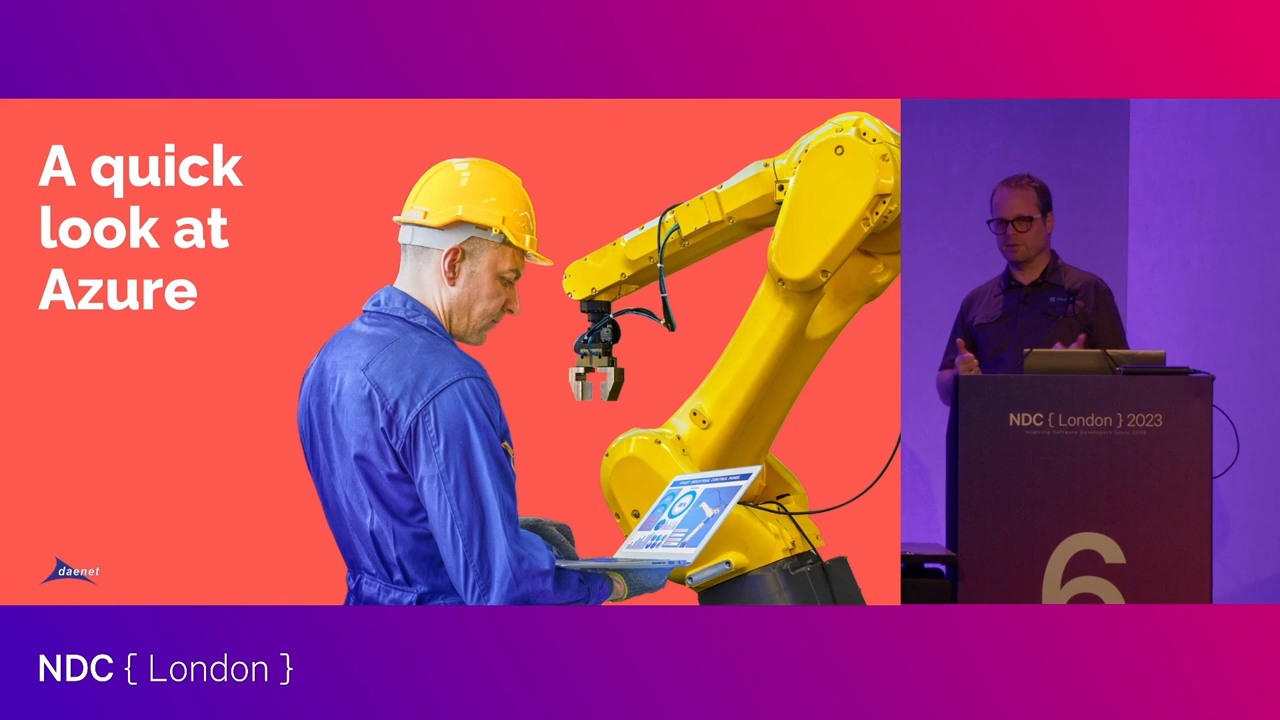 A quick
look at
Azure
daenet
NDC { London } 2023
6
NDC { London }